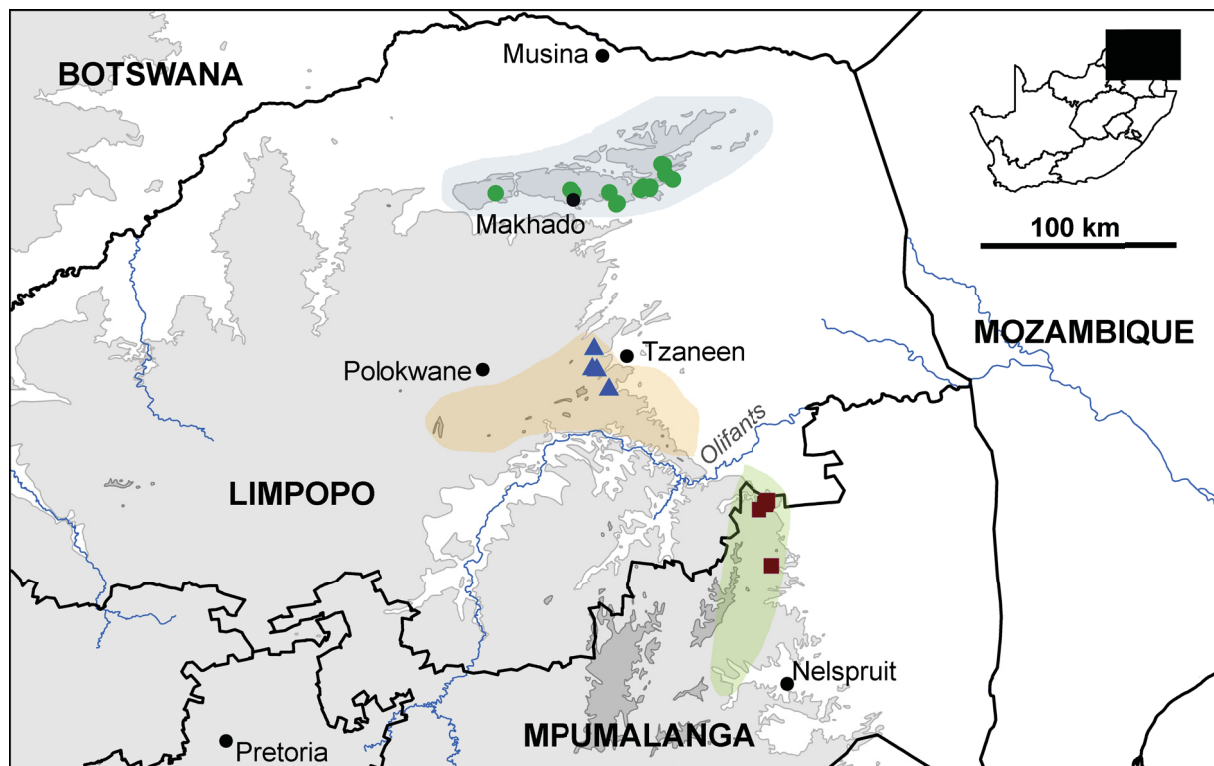 Musina
BOTSWANA
Makhado
100 km
MOZAMBIQUE
Tzaneen
Polokwane
Olifants
LIMPOPO
Nelspruit
MPUMALANGA
Pretoria